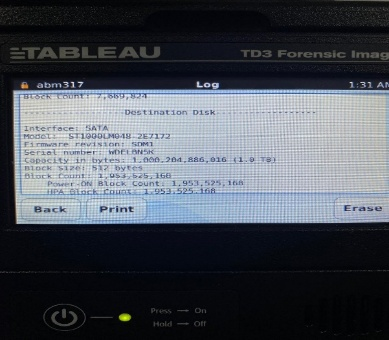 TABLEAU
TD3 Forensic Imag
abm317 Log 1:31 AM
Block Count: 7,669,824
Destination Disk
Interface: SATA
Model: ST1000LM048-2E7172
Firmware revision: SDM1
Serial number:
Capacity in bytes: 1,000,204,886,016 (1.0 TB)
Block Size: 512 bytes
Block Count: 1,953,525,168
Power-ON Block Count: 1,953,525,168
HPA Block Count: 1,953,525,168
Back Print Erase
Press → On
Hold → Off